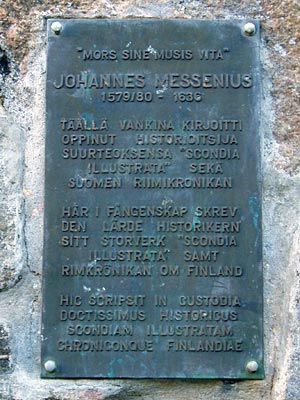 "MORS SINE MUSIS VITA"
JOHANNES MESSENIUS
1579/80 - 1636
TÄÄLLÄ VANKINA KIRJOITTI
OPPINUT HISTORIOITSIJA
SUURTEOKSENSA "SCONDIA
ILLUSTRATA" SEKÄ
SUOMEN RIIMIKRONIKAN
HÄR I FÅNGENSKAP SKREV
DEN LÄRDE HISTORIKERN
SITT STORVERK "SCONDIA
ILLUSTRATA" SAMT
RIMKRÖNIKAN OM FINLAND
HIC SCRIPSIT IN CUSTODIA
DOCTISSIMUS HISTORICUS
SCONDIAM ILLUSTRATAM
CHRONICONQUE FINLANDIAE